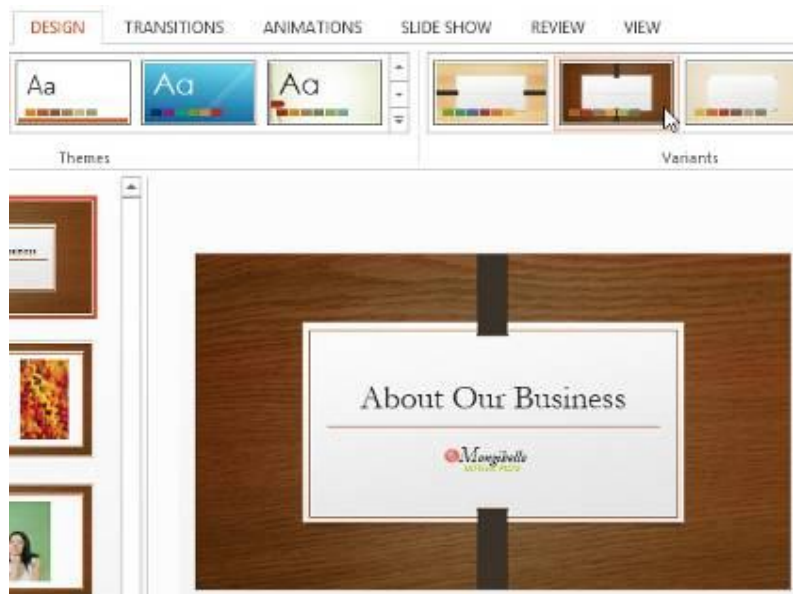 DESIGN TRANSITIONS ANIMATIONS SLIDE SHOW REVIEW VIEW
Aa Aa Aa
Themes Variants
About Our Business
Mongibello